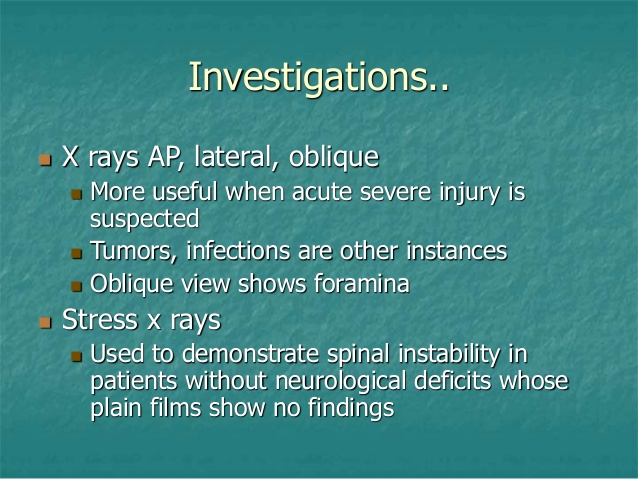 Investigations..
X rays AP, lateral, oblique
More useful when acute severe injury is
suspected
Tumors, infections are other instances
Oblique view shows foramina
Stress x rays
Used to demonstrate spinal instability in
patients without neurological deficits whose
plain films show no findings